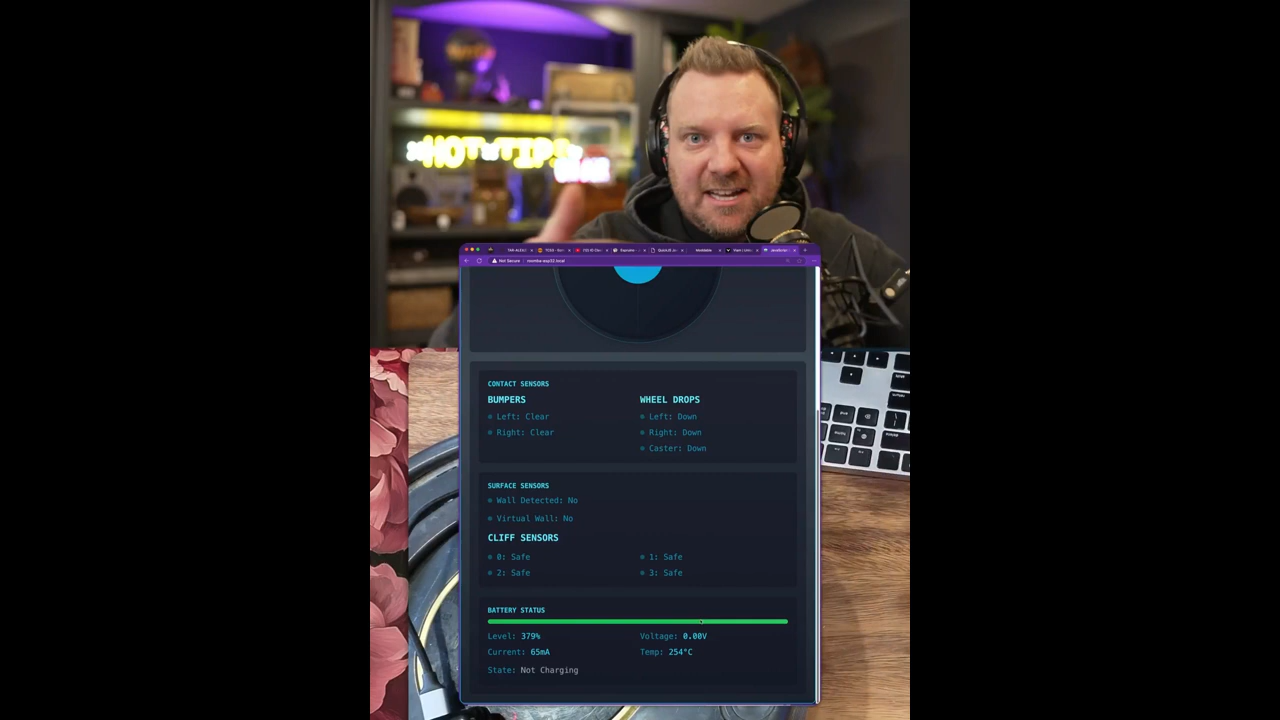 HOT TIPS
Not Secure
CONTACT SENSORS
BUMPERS
Left: Clear
Right: Clear
WHEEL DROPS
Left: Down
Right: Down
Caster: Down
SURFACE SENSORS
Wall Detected: No
Virtual Wall: No
CLIFF SENSORS
0: Safe
1: Safe
2: Safe
3: Safe
BATTERY STATUS
Level: 379%
Voltage: 0.00V
Current: 65mA
Temp: 254°C
State: Not Charging